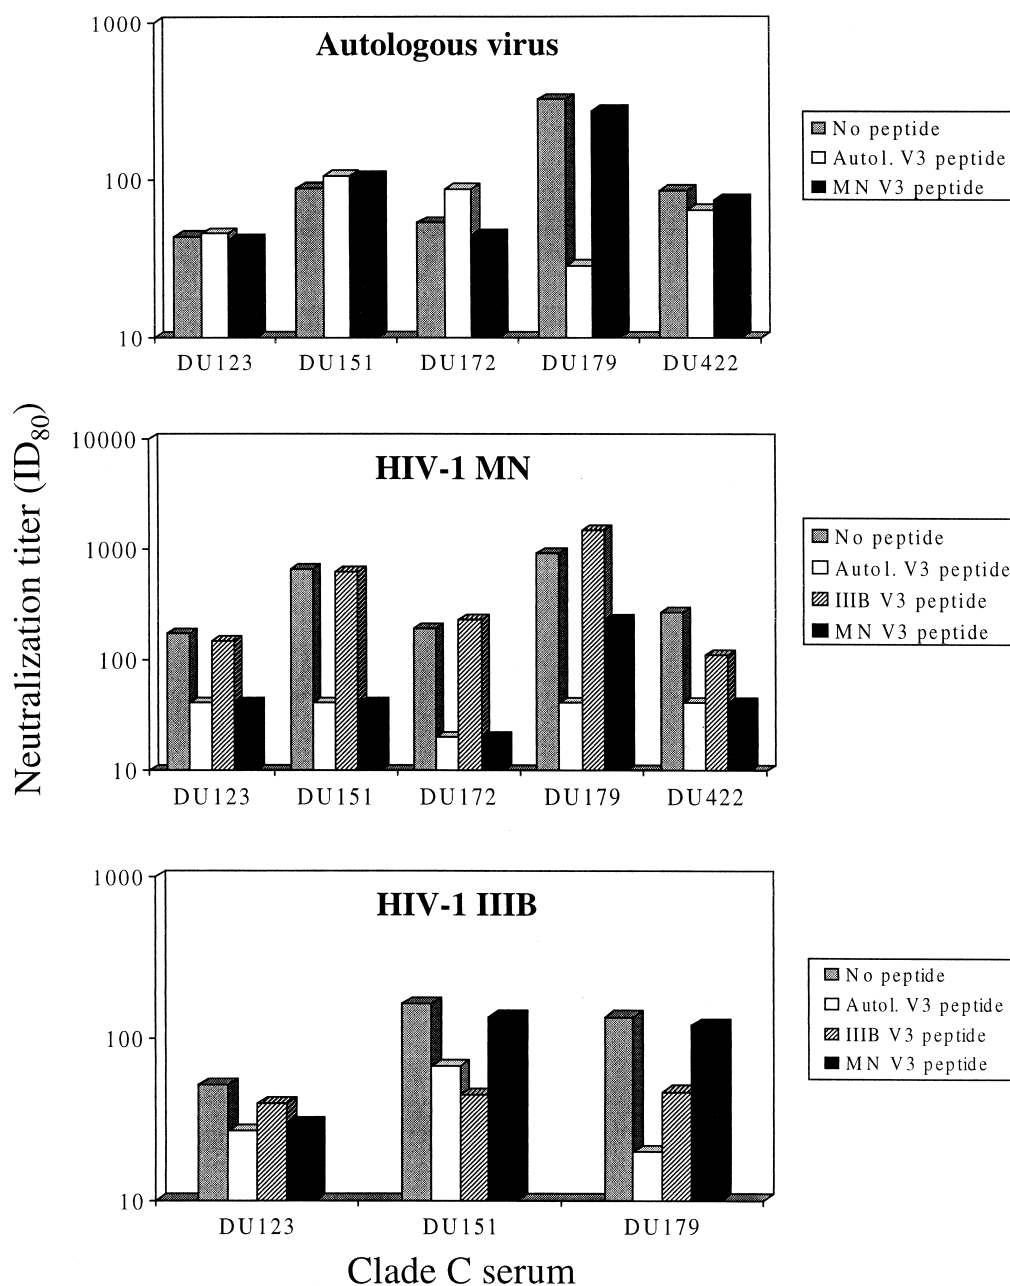 Autologous virus
1000
100
10
DU123 DU151 DU172 DU179 DU422
No peptide
Autol. V3 peptide
MN V3 peptide
Neutralization titer (ID80)
HIV-1 MN
10000
1000
100
10
DU123 DU151 DU172 DU179 DU422
No peptide
Autol. V3 peptide
IIIB V3 peptide
MN V3 peptide
HIV-1 IIIB
1000
100
10
DU123 DU151 DU179
No peptide
Autol. V3 peptide
IIIB V3 peptide
MN V3 peptide
Clade C serum